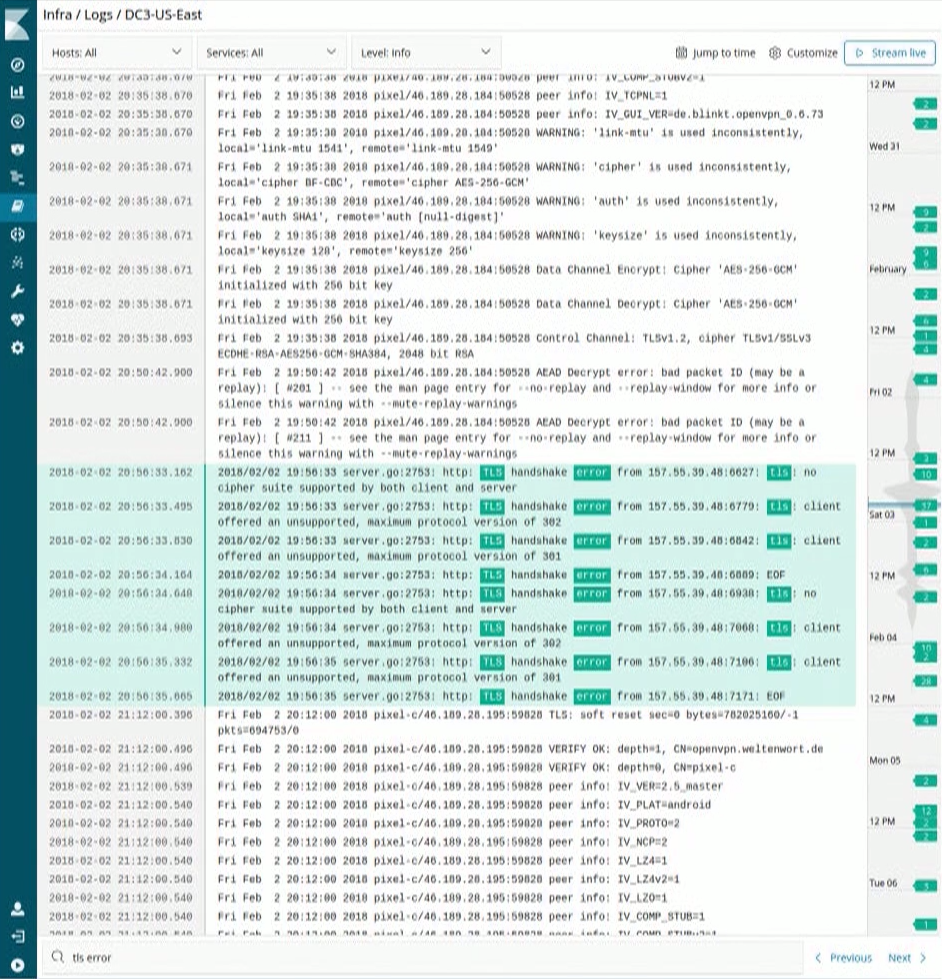 Infra / Logs / DC3-US-East
Hosts: All Services: All Level: Info Jump to time Customize Stream live
2018-02-02 20:35:38.670 Fri Feb 2 19:35:38 2018 pixel/46.189.28.184:50528 peer info: IV_COMP_STUBv2=1
2018-02-02 20:35:38.670 Fri Feb 2 19:35:38 2018 pixel/46.189.28.184:50528 peer info: IV_TCPNL=1
2018-02-02 20:35:38.670 Fri Feb 2 19:35:38 2018 pixel/46.189.28.184:50528 peer info: IV_GUI_VER=de.blinkt.openvpn_0.6.73
2018-02-02 20:35:38.670 Fri Feb 2 19:35:38 2018 pixel/46.189.28.184:50528 WARNING: 'link-mtu' is used inconsistently,
local='link-mtu 1541', remote='link-mtu 1549'
2018-02-02 20:35:38.671 Fri Feb 2 19:35:38 2018 pixel/46.189.28.184:50528 WARNING: 'cipher' is used inconsistently,
local='cipher BF-CBC', remote='cipher AES-256-GCM'
2018-02-02 20:35:38.671 Fri Feb 2 19:35:38 2018 pixel/46.189.28.184:50528 WARNING: 'auth' is used inconsistently,
local='auth SHA1', remote='auth [null-digest]'
2018-02-02 20:35:38.671 Fri Feb 2 19:35:38 2018 pixel/46.189.28.184:50528 WARNING: 'keysize' is used inconsistently,
local='keysize 128', remote='keysize 256'
2018-02-02 20:35:38.671 Fri Feb 2 19:35:38 2018 pixel/46.189.28.184:50528 Data Channel Encrypt: Cipher 'AES-256-GCM'
initialized with 256 bit key
2018-02-02 20:35:38.671 Fri Feb 2 19:35:38 2018 pixel/46.189.28.184:50528 Data Channel Decrypt: Cipher 'AES-256-GCM'
initialized with 256 bit key
2018-02-02 20:35:38.693 Fri Feb 2 19:35:38 2018 pixel/46.189.28.184:50528 Control Channel: TLSv1.2, cipher TLSv1/SSLv3
ECDHE-RSA-AES256-GCM-SHA384, 2048 bit RSA
2018-02-02 20:50:42.900 Fri Feb 2 19:50:42 2018 pixel/46.189.28.184:50528 AEAD Decrypt error: bad packet ID (may be a
replay): [ #201 ] -- see the man page entry for --no-replay and --replay-window for more info or
silence this warning with --mute-replay-warnings
2018-02-02 20:50:42.900 Fri Feb 2 19:50:42 2018 pixel/46.189.28.184:50528 AEAD Decrypt error: bad packet ID (may be a
replay): [ #211 ] -- see the man page entry for --no-replay and --replay-window for more info or
silence this warning with --mute-replay-warnings
2018-02-02 20:56:33.162 2018/02/02 19:56:33 server.go:2753: http: TLS handshake error from 157.55.39.48:6627: tls: no
cipher suite supported by both client and server
2018-02-02 20:56:33.495 2018/02/02 19:56:33 server.go:2753: http: TLS handshake error from 157.55.39.48:6779: tls: client
offered an unsupported, maximum protocol version of 302
2018-02-02 20:56:33.830 2018/02/02 19:56:33 server.go:2753: http: TLS handshake error from 157.55.39.48:6842: tls: client
offered an unsupported, maximum protocol version of 301
2018-02-02 20:56:34.164 2018/02/02 19:56:34 server.go:2753: http: TLS handshake error from 157.55.39.48:6889: EOF
2018-02-02 20:56:34.648 2018/02/02 19:56:34 server.go:2753: http: TLS handshake error from 157.55.39.48:6938: tls: no
cipher suite supported by both client and server
2018-02-02 20:56:34.980 2018/02/02 19:56:34 server.go:2753: http: TLS handshake error from 157.55.39.48:7068: tls: client
offered an unsupported, maximum protocol version of 302
2018-02-02 20:56:35.332 2018/02/02 19:56:35 server.go:2753: http: TLS handshake error from 157.55.39.48:7106: tls: client
offered an unsupported, maximum protocol version of 301
2018-02-02 20:56:35.665 2018/02/02 19:56:35 server.go:2753: http: TLS handshake error from 157.55.39.48:7171: EOF
2018-02-02 21:12:00.396 Fri Feb 2 20:12:00 2018 pixel-c/46.189.28.195:59828 TLS: soft reset sec=0 bytes=782025160/-1
pkts=694753/0
2018-02-02 21:12:00.496 Fri Feb 2 20:12:00 2018 pixel-c/46.189.28.195:59828 VERIFY OK: depth=1, CN=openvpn.weltenwort.de
2018-02-02 21:12:00.496 Fri Feb 2 20:12:00 2018 pixel-c/46.189.28.195:59828 VERIFY OK: depth=0, CN=pixel-c
2018-02-02 21:12:00.539 Fri Feb 2 20:12:00 2018 pixel-c/46.189.28.195:59828 peer info: IV_VER=2.5_master
2018-02-02 21:12:00.540 Fri Feb 2 20:12:00 2018 pixel-c/46.189.28.195:59828 peer info: IV_PLAT=android
2018-02-02 21:12:00.540 Fri Feb 2 20:12:00 2018 pixel-c/46.189.28.195:59828 peer info: IV_PROTO=2
2018-02-02 21:12:00.540 Fri Feb 2 20:12:00 2018 pixel-c/46.189.28.195:59828 peer info: IV_NCP=2
2018-02-02 21:12:00.540 Fri Feb 2 20:12:00 2018 pixel-c/46.189.28.195:59828 peer info: IV_LZ4=1
2018-02-02 21:12:00.540 Fri Feb 2 20:12:00 2018 pixel-c/46.189.28.195:59828 peer info: IV_LZ4v2=1
2018-02-02 21:12:00.540 Fri Feb 2 20:12:00 2018 pixel-c/46.189.28.195:59828 peer info: IV_LZO=1
2018-02-02 21:12:00.540 Fri Feb 2 20:12:00 2018 pixel-c/46.189.28.195:59828 peer info: IV_COMP_STUB=1
12 PM
2
2
Wed 31
12 PM
9
2
9
6
February
2
6
12 PM
1
4
4
Fri 02
12 PM
3
10
17
Sat 03
1
2
12 PM
6
2
Feb 04
10
2
28
12 PM
4
Mon 05
2
12
12 PM
2
2
Tue 06
3
1
tls error
Previous Next